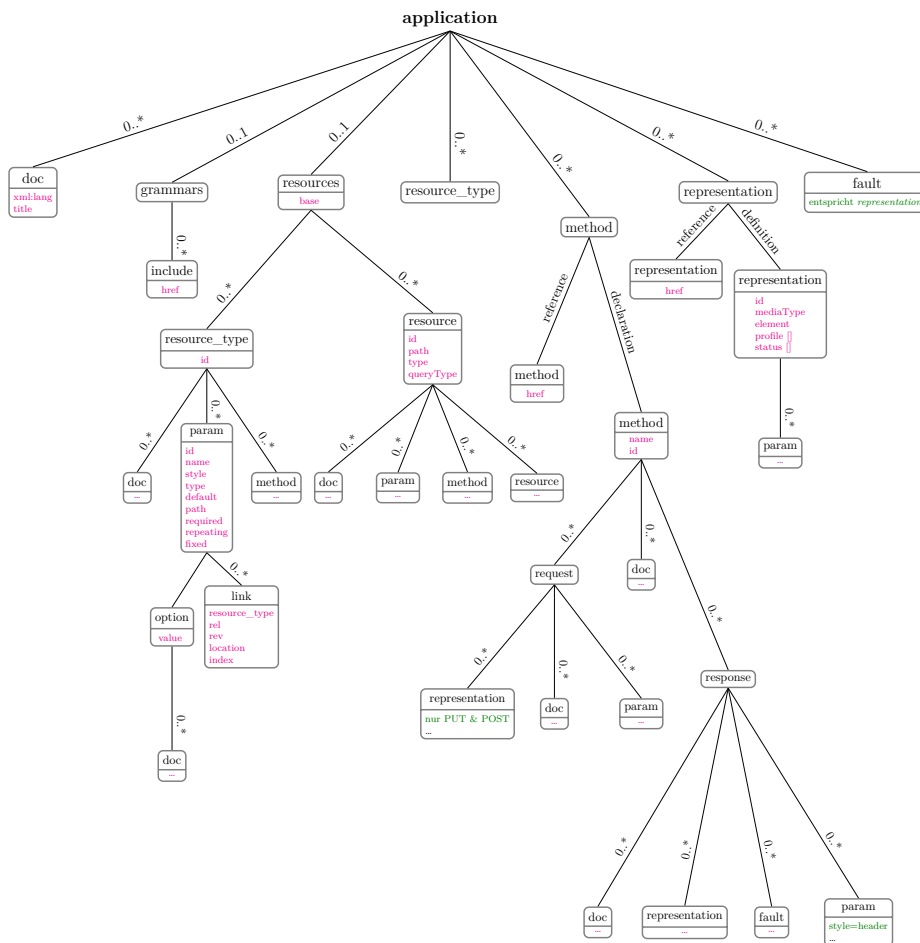 application
0..*
0..1
0..1
0..*
0..*
0..*
0..*
doc
xml:lang
title
grammars
resources
base
resource_type
method
representation
fault
entspricht representation
0..*
include
href
0..*
0..*
reference
declaration
reference
definition
representation
href
representation
id
mediaType
element
profile []
status []
resource_type
id
resource
id
path
type
queryType
method
href
method
name
id
0..*
param
...
0..*
0..*
0..*
doc
...
param
id
name
style
type
default
path
required
repeating
fixed
method
...
0..*
0..*
0..*
0..*
doc
...
param
...
method
...
resource
...
0..*
option
value
link
resource_type
rel
rev
location
index
0..*
doc
...
0..*
0..*
0..*
request
doc
...
response
0..*
0..*
0..*
representation
nur PUT & POST
...
doc
...
param
...
0..*
0..*
0..*
0..*
doc
...
representation
...
fault
...
param
style=header
...